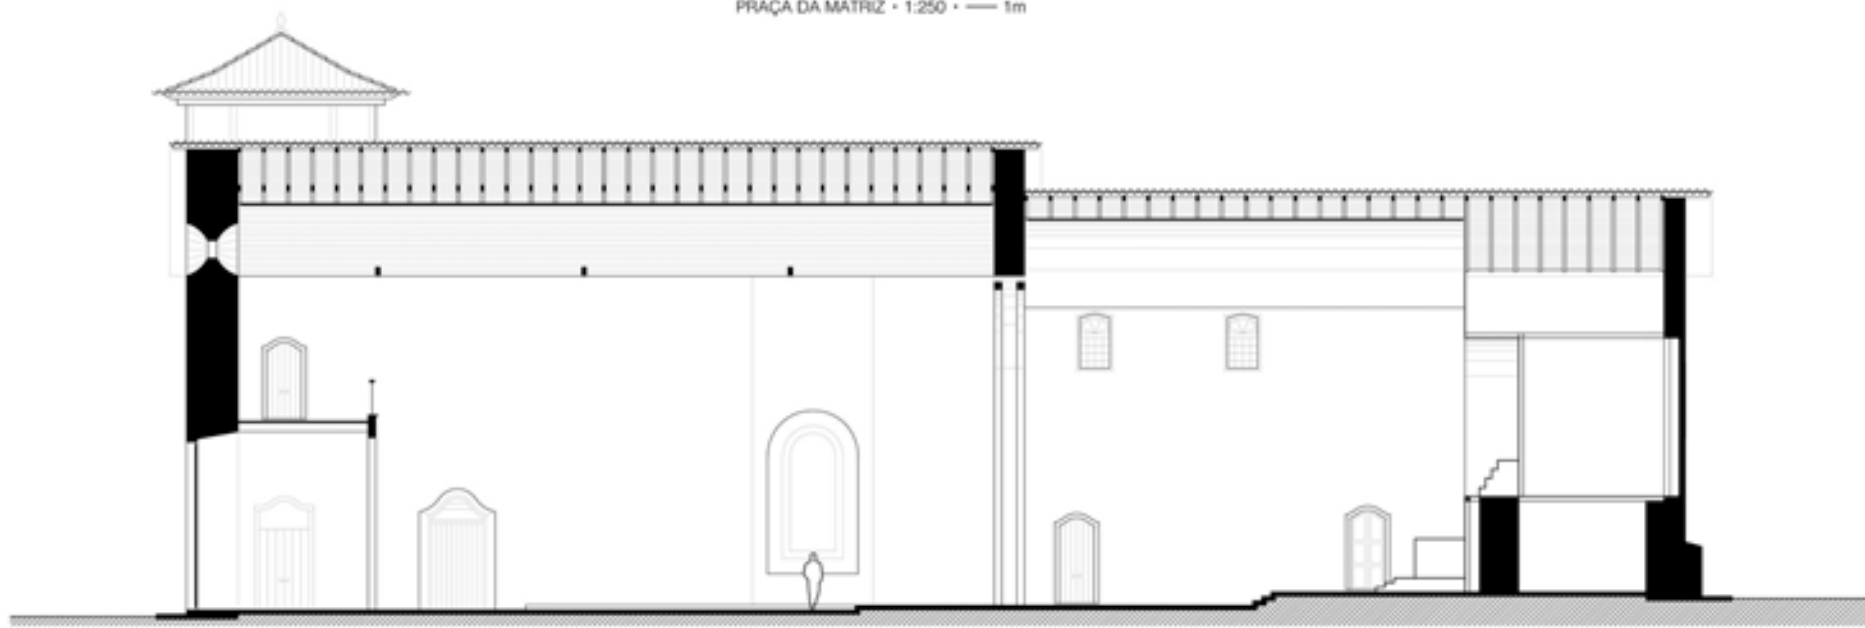 PRAÇA DA MATRIZ • 1:250 • — 1m